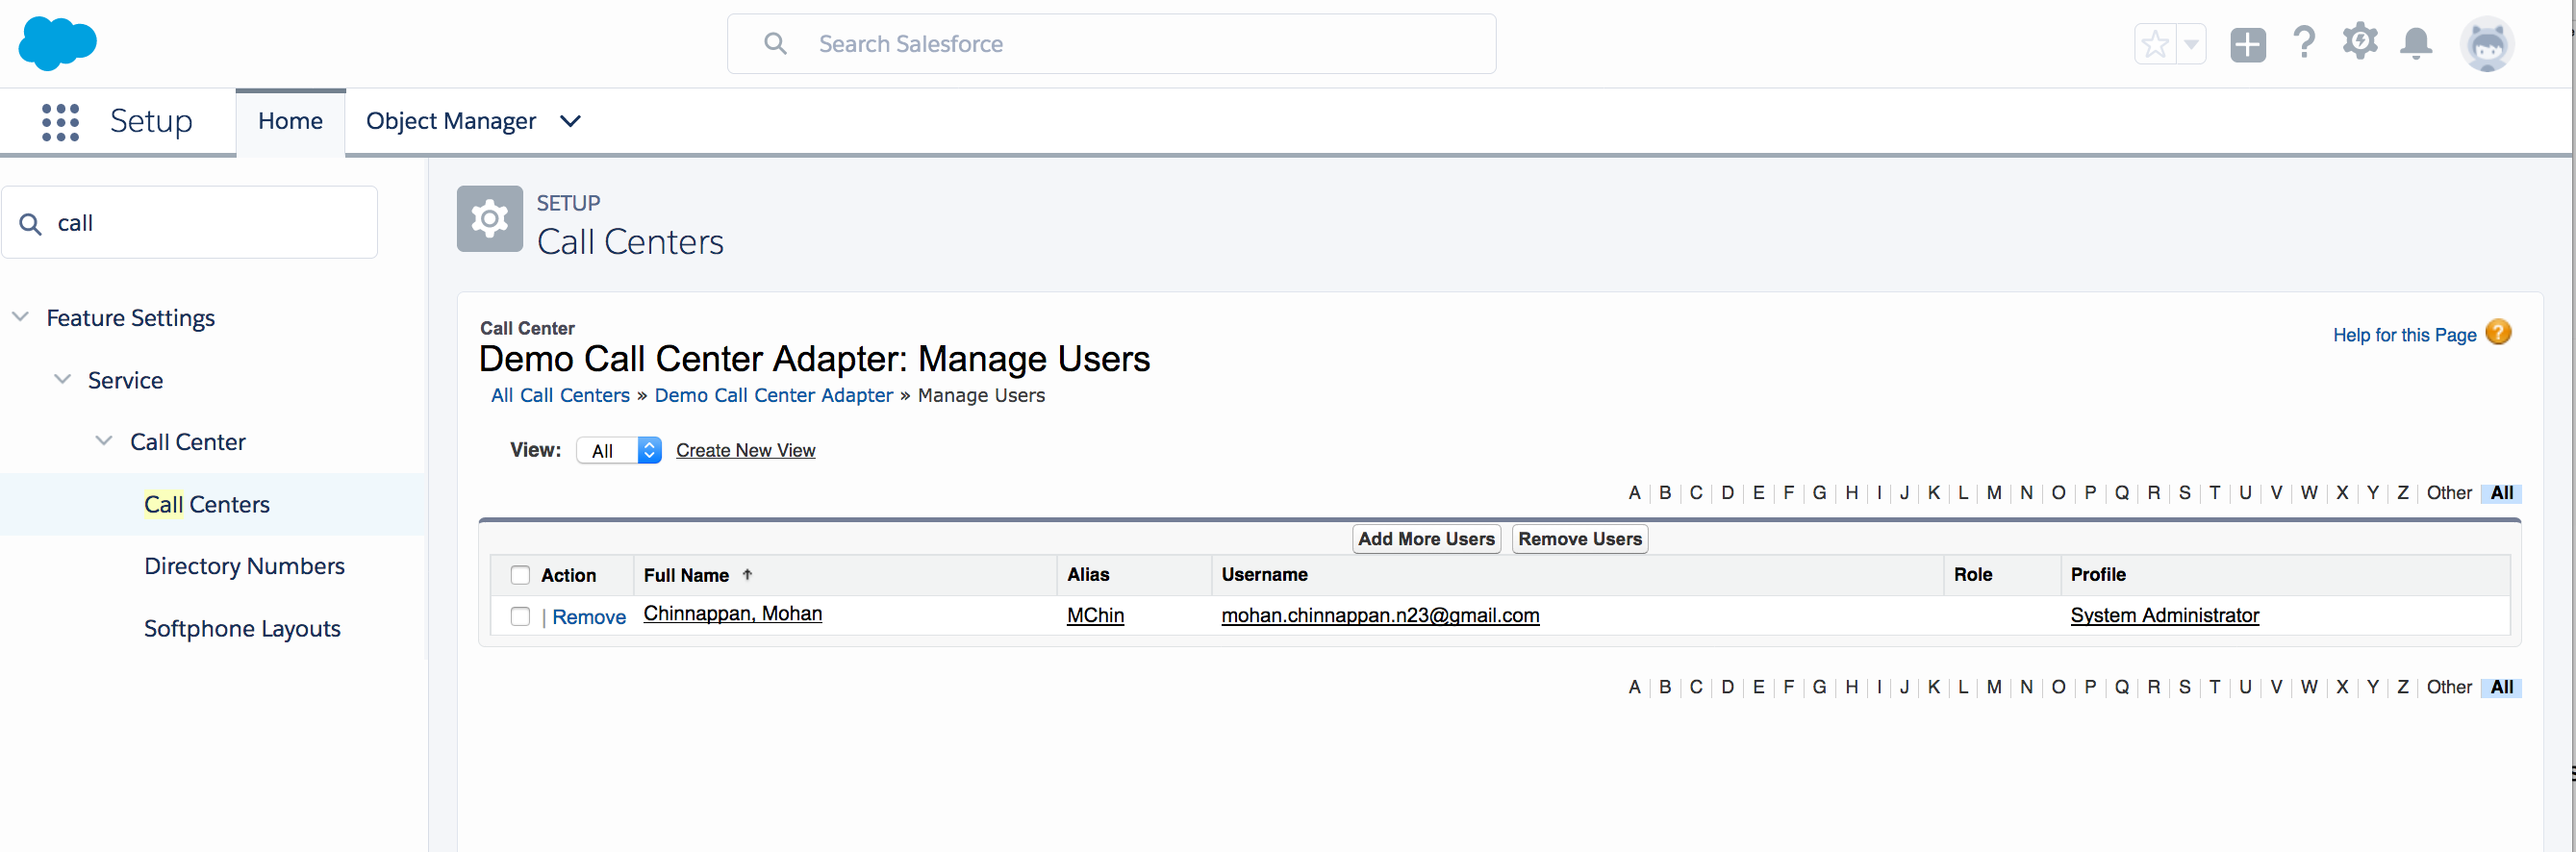 Search Salesforce
Setup
Home
Object Manager
call
Feature Settings
Service
Call Center
Call Centers
Directory Numbers
Softphone Layouts
SETUP
Call Centers
Call Center
Demo Call Center Adapter: Manage Users
Help for this Page ?
All Call Centers » Demo Call Center Adapter » Manage Users
View: All Create New View
A | B | C | D | E | F | G | H | I | J | K | L | M | N | O | P | Q | R | S | T | U | V | W | X | Y | Z | Other | All
Add More Users Remove Users
Action Full Name ↑ Alias Username Role Profile
| Remove Chinnappan, Mohan MChin mohan.chinnappan.n23@gmail.com System Administrator
A | B | C | D | E | F | G | H | I | J | K | L | M | N | O | P | Q | R | S | T | U | V | W | X | Y | Z | Other | All